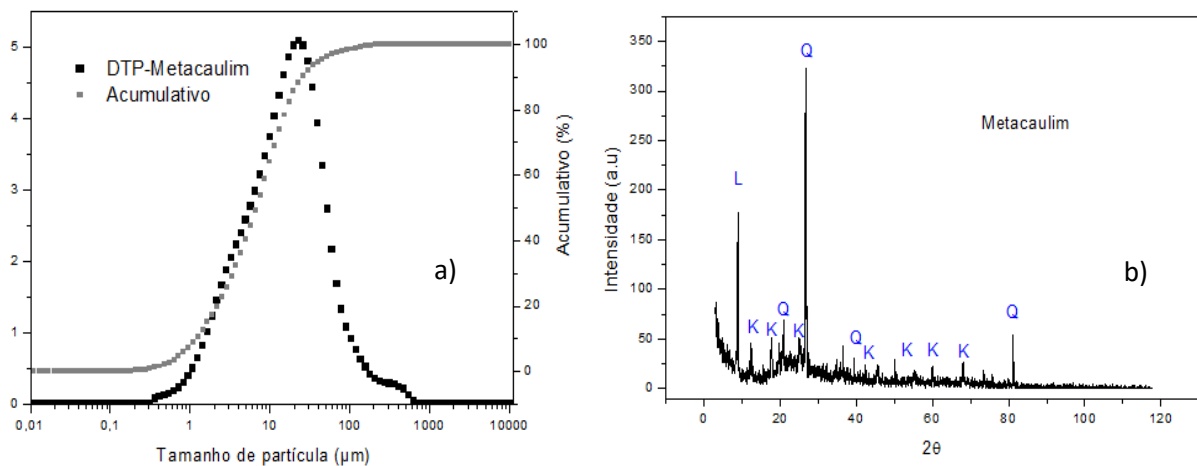 5
4
3
2
1
0
DTP-Metacaulim
Acumulativo
a)
100
80
60
40
20
0
Acumulativo (%)
0,01 0,1 1 10 100 1000 10000
Tamanho de partícula (µm)
350
300
250
200
150
100
50
0
Intensidade (a.u)
Q
L
Metacaulim
b)
K K Q K Q K K K K Q
0 20 40 60 80 100 120
2θ